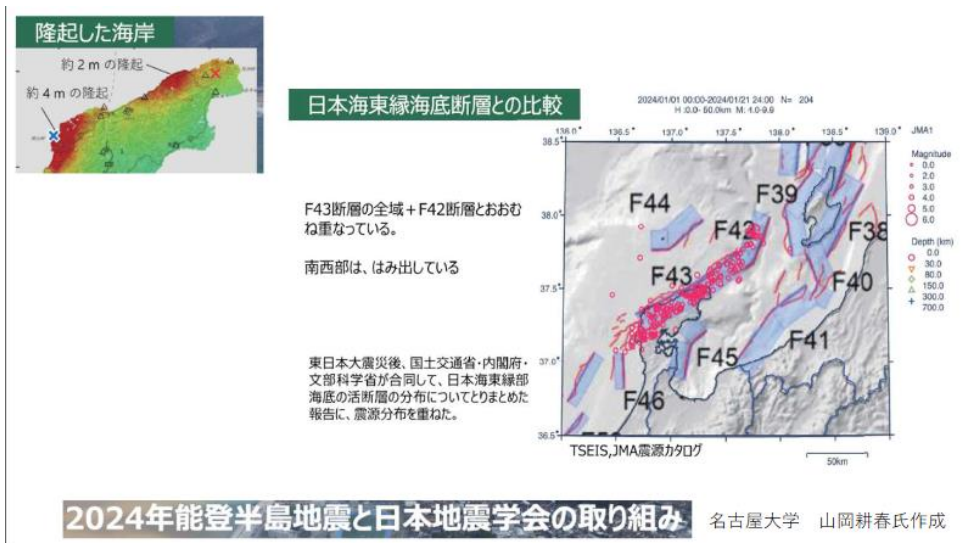 隆起した海岸
約2mの隆起
約4mの隆起
日本海東縁海底断層との比較
F43断層の全域+F42断層とおおむ
ね重なっている。
南西部は、はみ出している
東日本大震災後、国土交通省・内閣府・
文部科学省が合同して、日本海東縁部
海底の活断層の分布についてとりまとめた
報告に、震源分布を重ねた。
2024/01/01 00:00-2024/01/21 24:00 N= 204
136.0° 136.5° 137.0° 137.5° 138.0° 138.5° 139.0°
JMA1
38.5°
38.0°
37.5°
37.0°
36.5°
F44
F39
F42
F38
F43
F40
F41
F45
F46
Magnitude
0.0
2.0
3.0
4.0
5.0
6.0
Depth (km)
0.0
30.0
80.0
150.0
300.0
700.0
TSEIS,JMA震源カタログ
50km
2024年能登半島地震と日本地震学会の取り組み
名古屋大学 山岡耕春氏作成